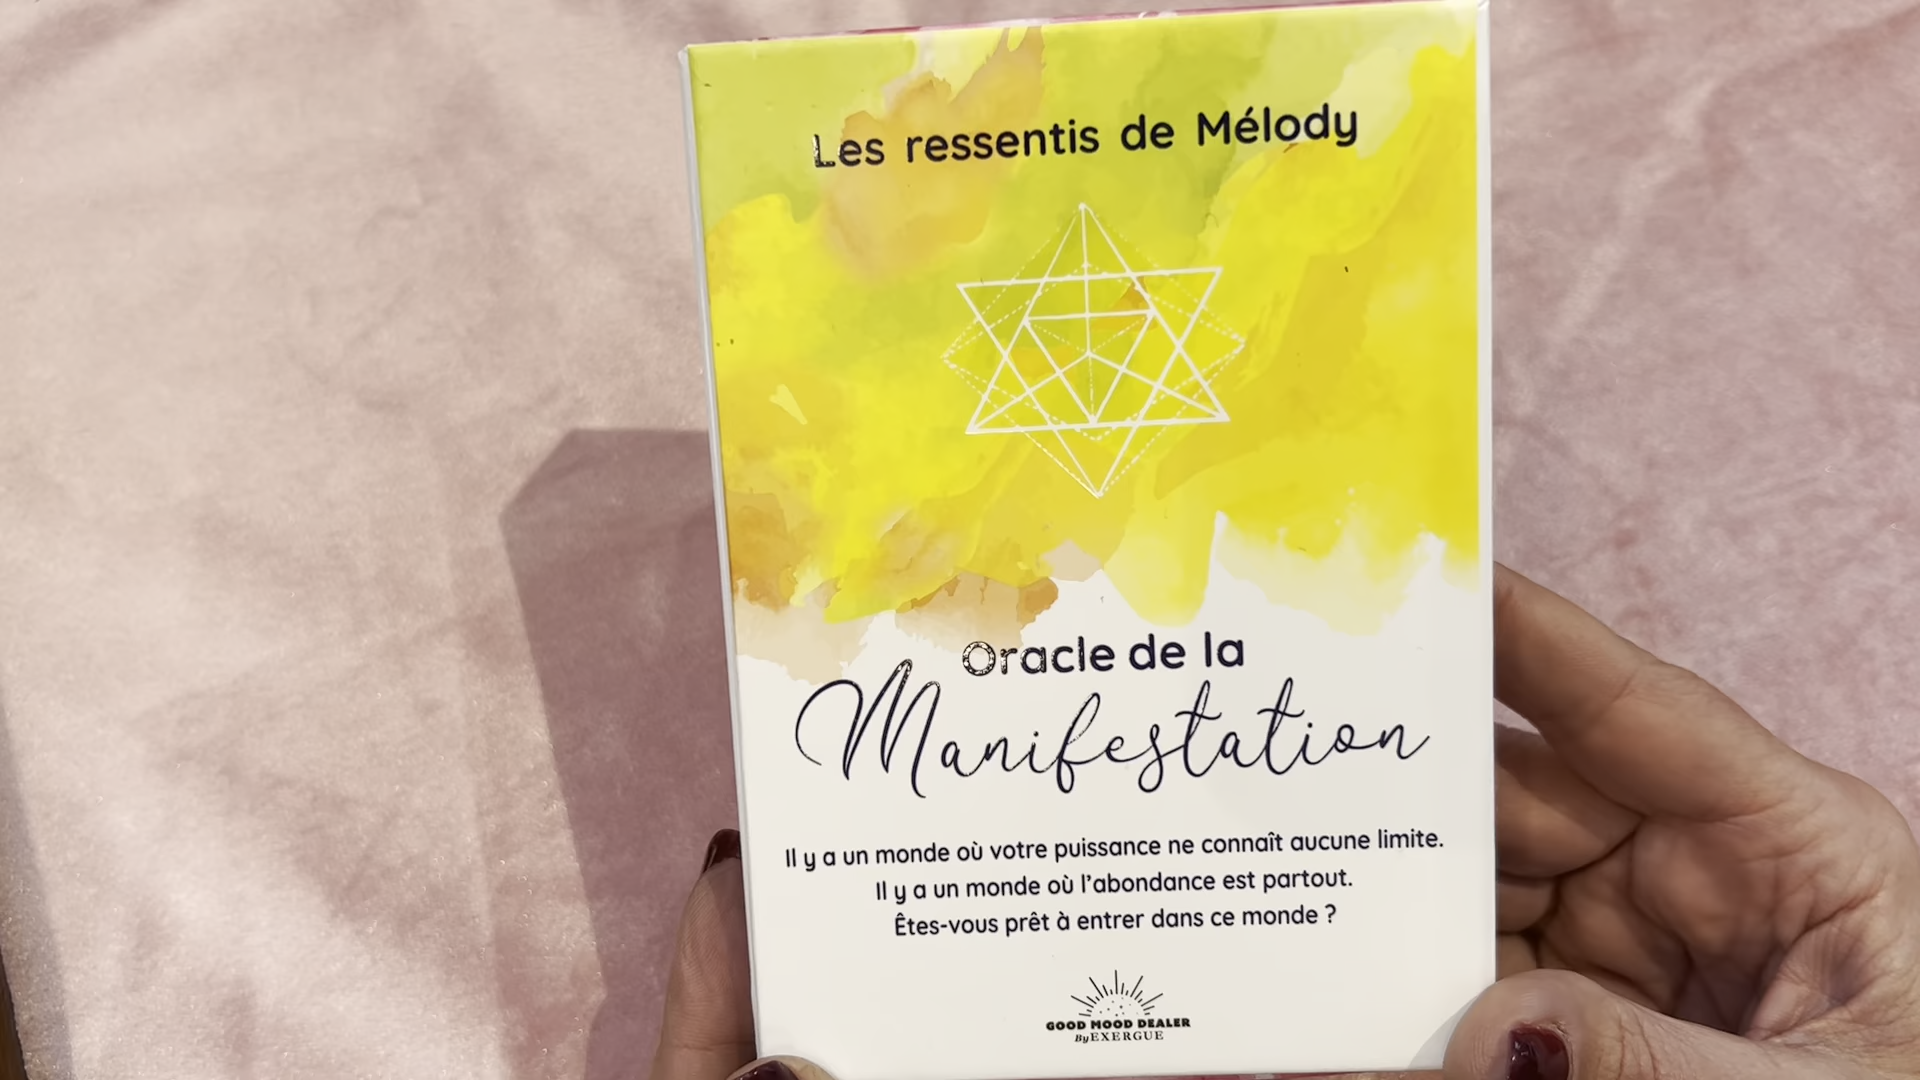 Les ressentis de Mélody
Oracle de la
Manifestation
Il y a un monde où votre puissance ne connaît aucune limite.
Il y a un monde où l'abondance est partout.
Êtes-vous prêt à entrer dans ce monde ?
GOOD MOOD DEALER
By EXERGUE